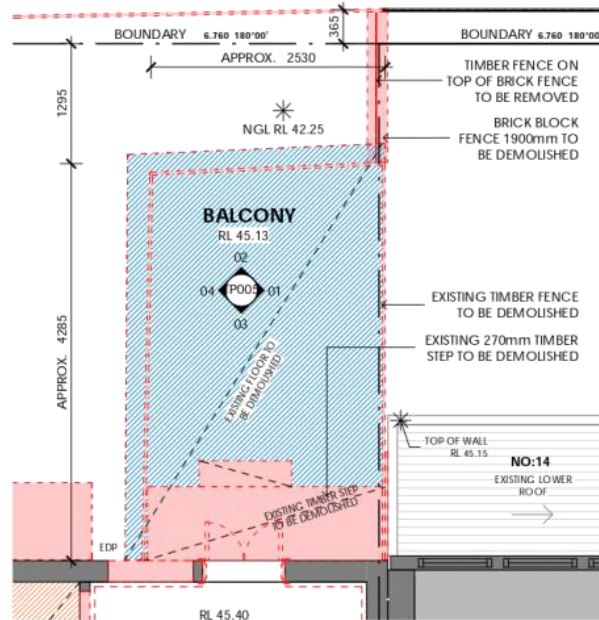 365
BOUNDARY 6.760 180°00'
BOUNDARY 6.760 180°00'
APPROX. 2530
TIMBER FENCE ON
TOP OF BRICK FENCE
TO BE REMOVED
1295
NGL RL 42.25
BRICK BLOCK
FENCE 1900mm TO
BE DEMOLISHED
BALCONY
RL 45.13
02
04 TP005 01
03
APPROX. 4285
EXISTING TIMBER FENCE
TO BE DEMOLISHED
EXISTING FLOOR TO
BE DEMOLISHED
EXISTING 270mm TIMBER
STEP TO BE DEMOLISHED
TOP OF WALL
RL 45.15
NO:14
EXISTING LOWER
ROOF
EXISTING TIMBER STEP
TO BE DEMOLISHED
EDP
RL 45.40